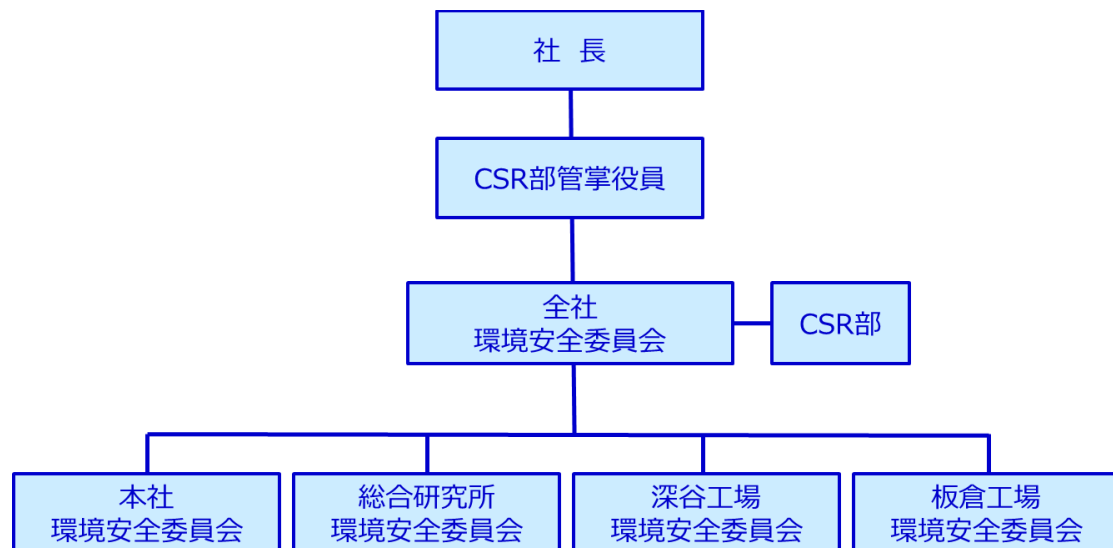 社 長
CSR部管掌役員
全社
環境安全委員会
CSR部
本社
環境安全委員会
総合研究所
環境安全委員会
深谷工場
環境安全委員会
板倉工場
環境安全委員会